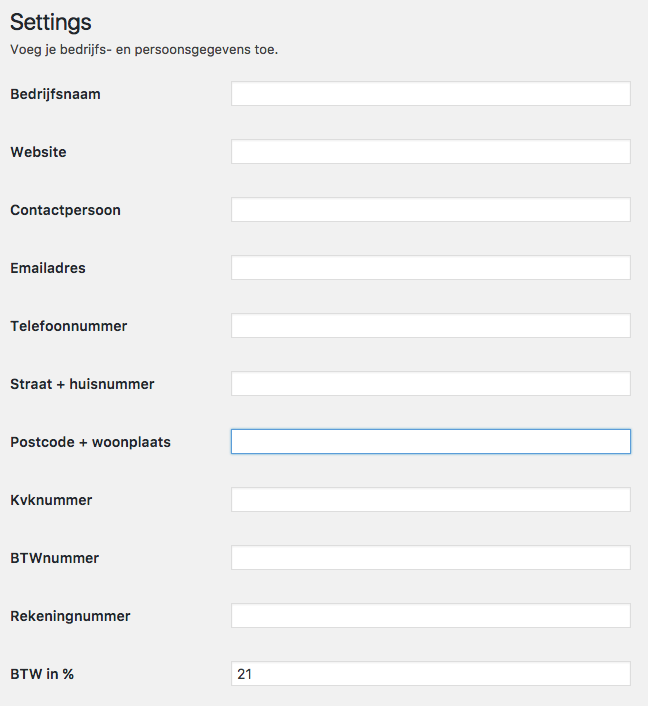 Settings
Voeg je bedrijfs- en persoonsgegevens toe.
Bedrijfsnaam
Website
Contactpersoon
Emailadres
Telefoonnummer
Straat + huisnummer
Postcode + woonplaats
Kvknummer
BTWnummer
Rekeningnummer
BTW in % 21